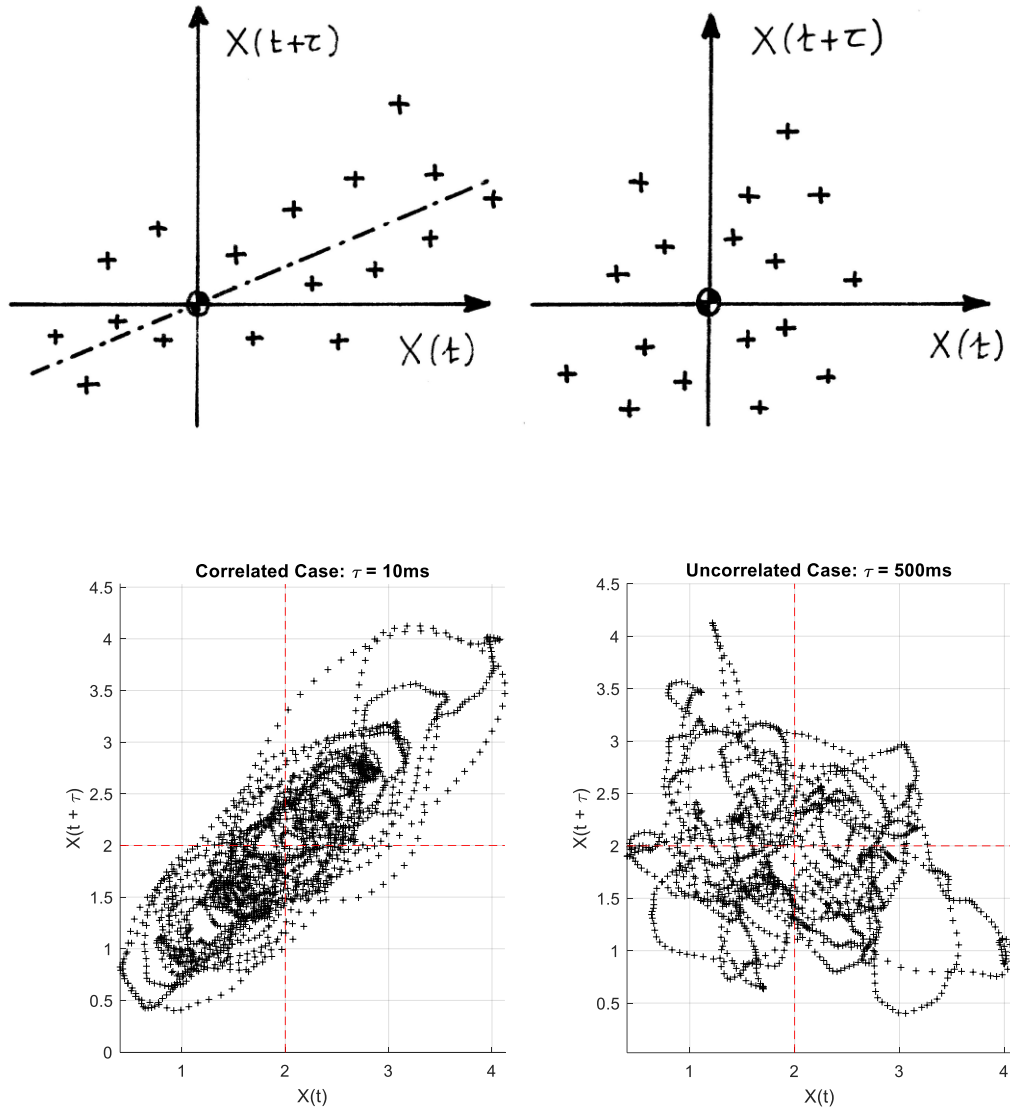 X(t+τ)
X(t+τ)
X(t)
X(t)
Correlated Case: τ = 10ms
4.5
4
3.5
3
2.5
2
1.5
1
0.5
0
X(t + τ)
1
2
3
4
X(t)
Uncorrelated Case: τ = 500ms
4.5
4
3.5
3
2.5
2
1.5
1
0.5
X(t + τ)
1
2
3
4
X(t)